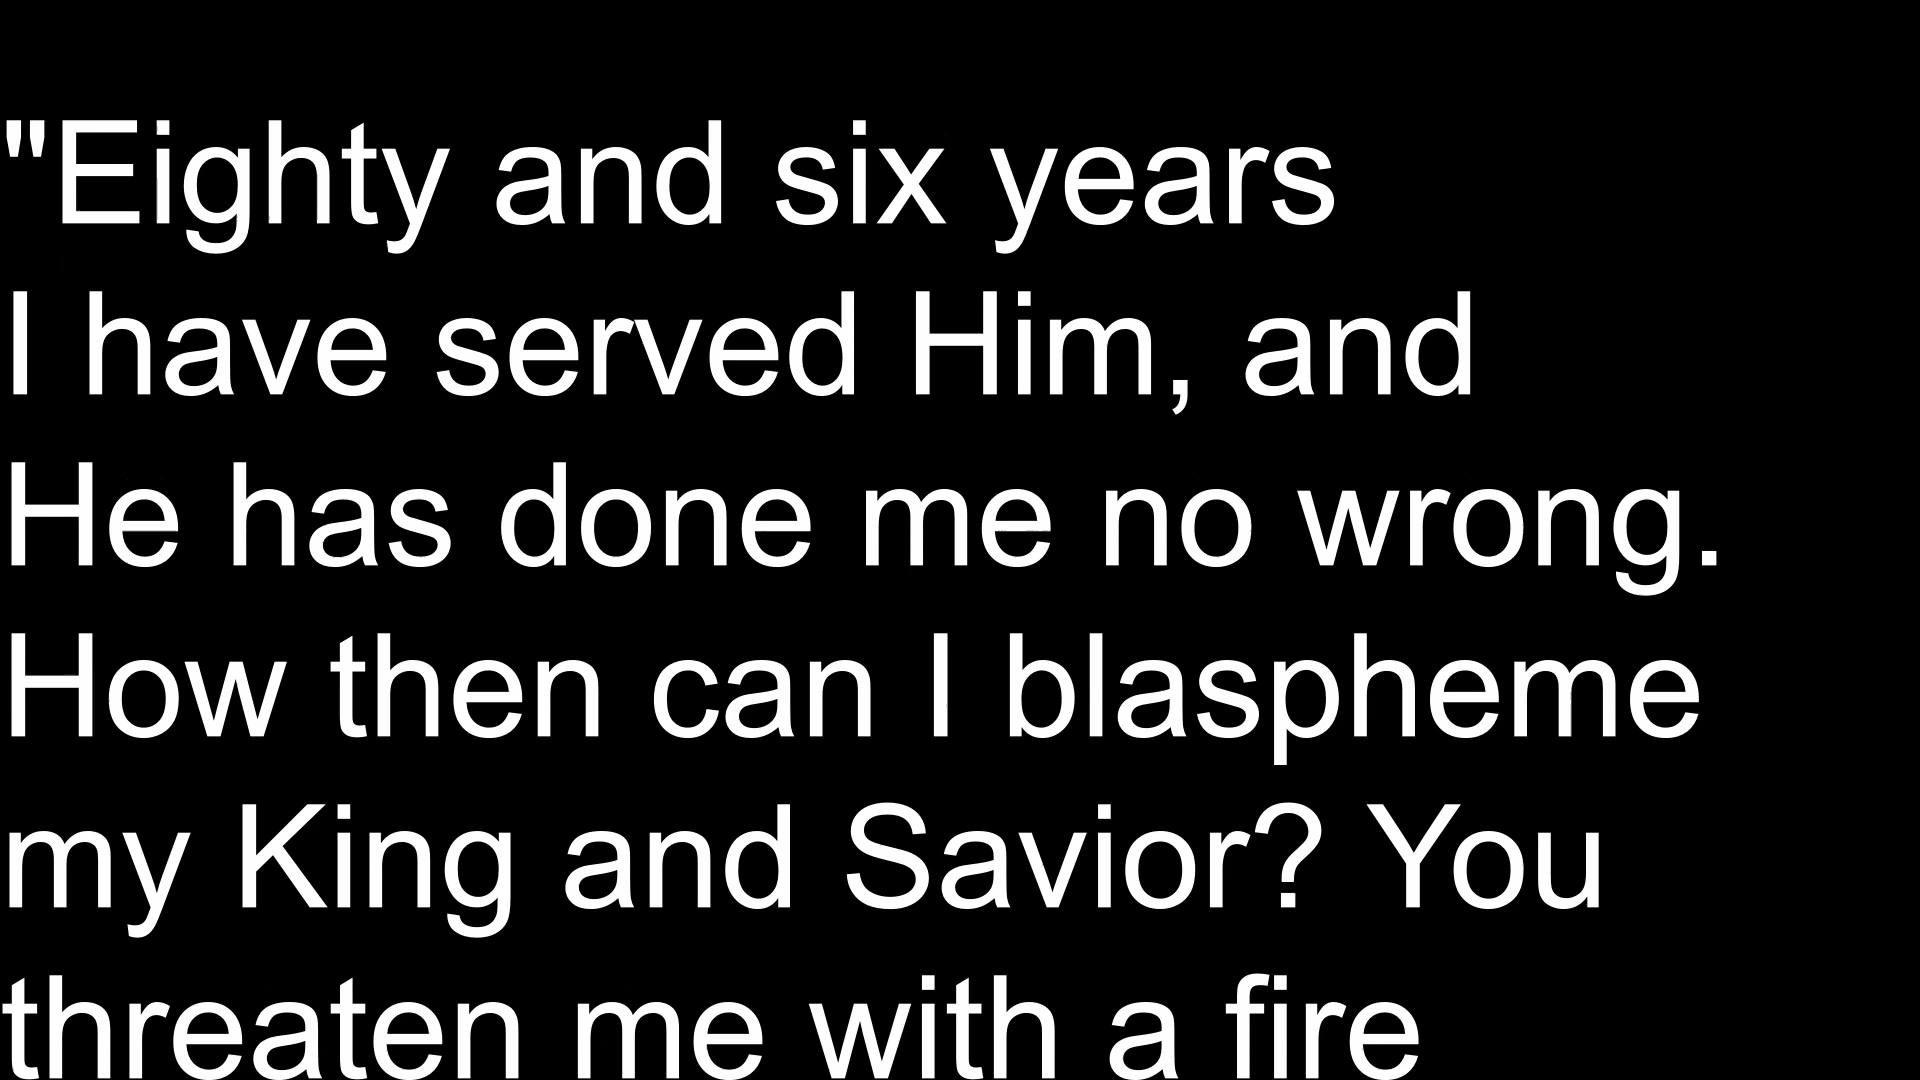 "Eighty and six years
I have served Him, and
He has done me no wrong.
How then can I blaspheme
my King and Savior? You
threaten me with a fire